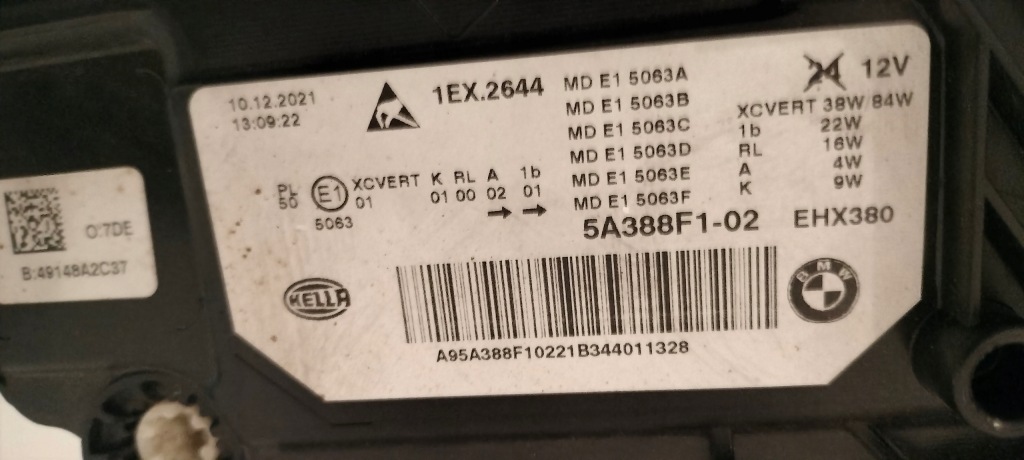 10.12.2021
13:09:22
1EX.2644
MD E1 5063A
MD E1 5063B
MD E1 5063C
MD E1 5063D
MD E1 5063E
MD E1 5063F
24 12V
XCVERT 38W/84W
1b 22W
RL 16W
A 4W
K 9W
PL
50
E1
5063
XCVERT K RL A 1b
01 01 00 02 01
→ →
5A388F1-02 EHX380
HELLA
BMW
A95A388F10221B344011328
O:7DE
B:49148A2C37